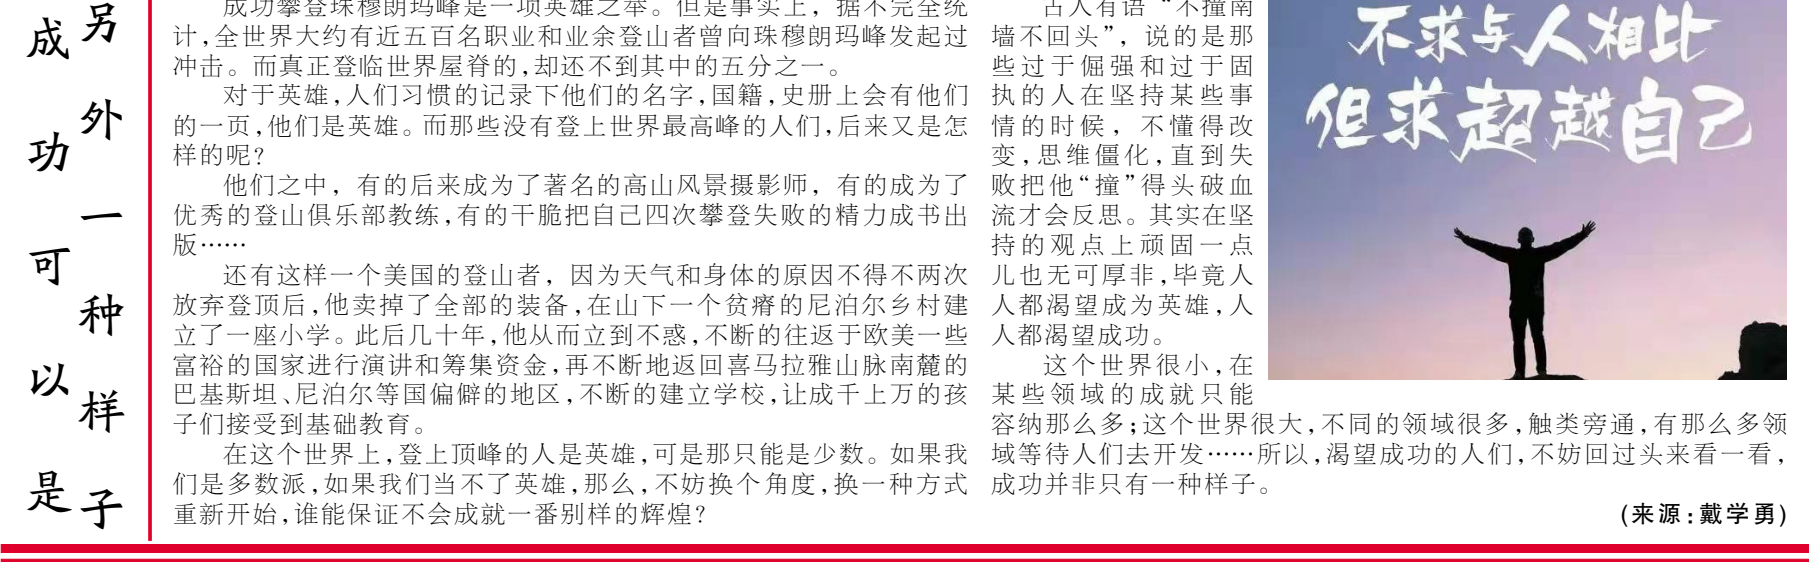 成功可以是
另外一种样子
成功攀登珠穆朗玛峰是一项英雄之举。但是事实上，据不完全统
计,全世界大约有近五百名职业和业余登山者曾向珠穆朗玛峰发起过
冲击。而真正登临世界屋脊的,却还不到其中的五分之一。
对于英雄,人们习惯的记录下他们的名字,国籍,史册上会有他们
的一页,他们是英雄。而那些没有登上世界最高峰的人们,后来又是怎
样的呢?
他们之中，有的后来成为了著名的高山风景摄影师，有的成为了
优秀的登山俱乐部教练,有的干脆把自己四次攀登失败的精力成书出
版……
还有这样一个美国的登山者，因为天气和身体的原因不得不两次
放弃登顶后,他卖掉了全部的装备,在山下一个贫瘠的尼泊尔乡村建
立了一座小学。此后几十年,他从而立到不惑,不断的往返于欧美一些
富裕的国家进行演讲和筹集资金,再不断地返回喜马拉雅山脉南麓的
巴基斯坦、尼泊尔等国偏僻的地区,不断的建立学校,让成千上万的孩
子们接受到基础教育。
在这个世界上,登上顶峰的人是英雄,可是那只能是少数。如果我
们是多数派,如果我们当不了英雄,那么,不妨换个角度,换一种方式
重新开始,谁能保证不会成就一番别样的辉煌?
古人有语“不撞南
墙不回头”，说的是那
些过于倔强和过于固
执的人在坚持某些事
情的时候，不懂得改
变,思维僵化,直到失
败把他“撞”得头破血
流才会反思。其实在坚
持的观点上顽固一点
儿也无可厚非,毕竟人
人都渴望成为英雄,人
人都渴望成功。
这个世界很小,在
某些领域的成就只能
容纳那么多;这个世界很大,不同的领域很多,触类旁通,有那么多领
域等待人们去开发……所以,渴望成功的人们,不妨回过头来看一看,
成功并非只有一种样子。
(来源:戴学勇)
不求与人相比
但求超越自己